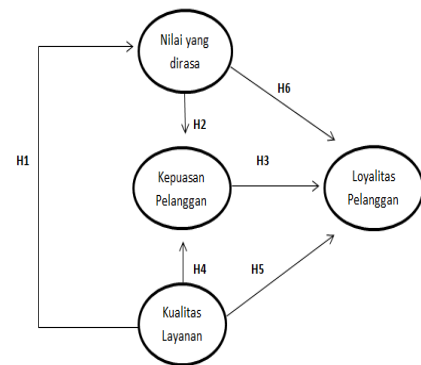 Nilai yang
dirasa
H6
H2
H1
Kepuasan
Pelanggan
H3
Loyalitas
Pelanggan
H4
H5
Kualitas
Layanan